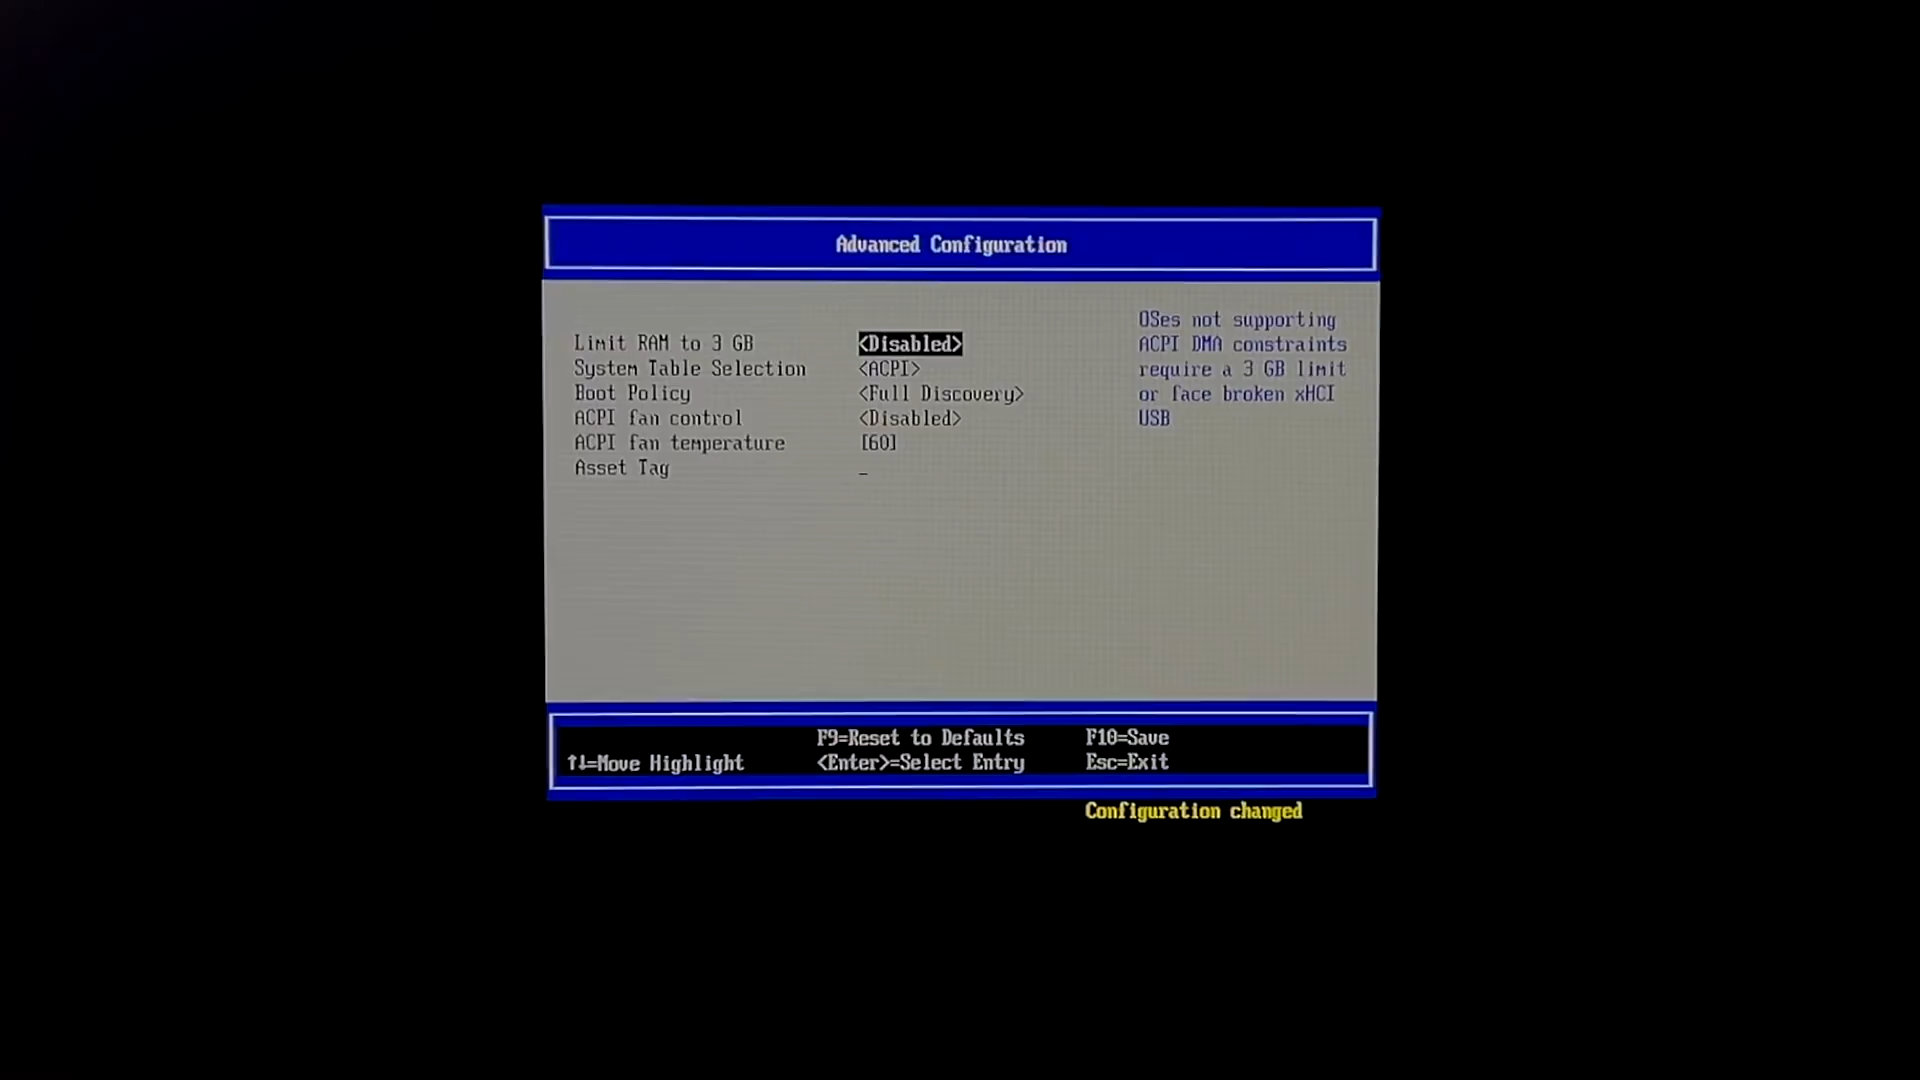 Advanced Configuration
Limit RAM to 3 GB <Disabled>
System Table Selection <ACPI>
Boot Policy <Full Discovery>
ACPI fan control <Disabled>
ACPI fan temperature [60]
Asset Tag _
OSes not supporting
ACPI DMA constraints
require a 3 GB limit
or face broken xHCI
USB
F9=Reset to Defaults F10=Save
↑↓=Move Highlight <Enter>=Select Entry Esc=Exit
Configuration changed